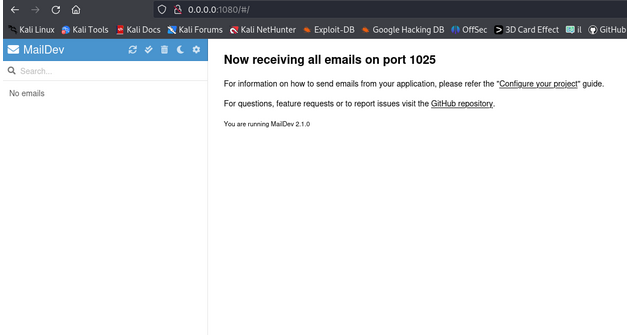 0.0.0.0:1080/#/
Kali Linux Kali Tools Kali Docs Kali Forums Kali NetHunter Exploit-DB Google Hacking DB OffSec 3D Card Effect il GitHub
MailDev
Search...
No emails
Now receiving all emails on port 1025
For information on how to send emails from your application, please refer the "Configure your project" guide.
For questions, feature requests or to report issues visit the GitHub repository.
You are running MailDev 2.1.0